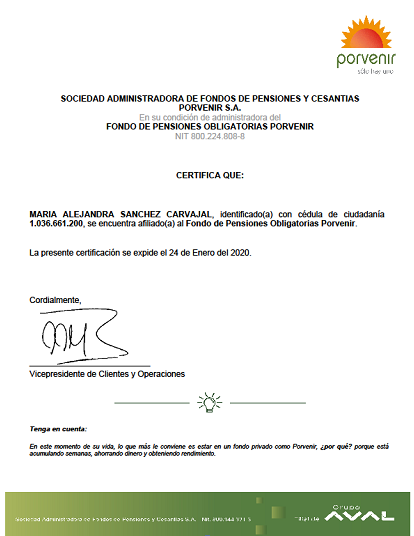 porvenir
SOCIEDAD ADMINISTRADORA DE FONDOS DE PENSIONES Y CESANTIAS
PORVENIR S.A.
En su condición de administradora del
FONDO DE PENSIONES OBLIGATORIAS PORVENIR
NIT 800.224.808-8
CERTIFICA QUE:
MARIA ALEJANDRA SANCHEZ CARVAJAL, identificado(a) con cédula de ciudadanía
1.036.661.200, se encuentra afiliado(a) al Fondo de Pensiones Obligatorias Porvenir.
La presente certificación se expide el 24 de Enero del 2020.
Cordialmente,
Vicepresidente de Clientes y Operaciones
Tenga en cuenta:
En este momento de su vida, lo que más le conviene es estar en un fondo privado como Porvenir, ¿por qué? porque está
acumulando semanas, ahorrando dinero y obteniendo rendimiento.
Grupo
Sociedad Administradora de Fondos de Pensiones y Cesantías S.A. Nit. 800.144.331-3
Filial de AVAL